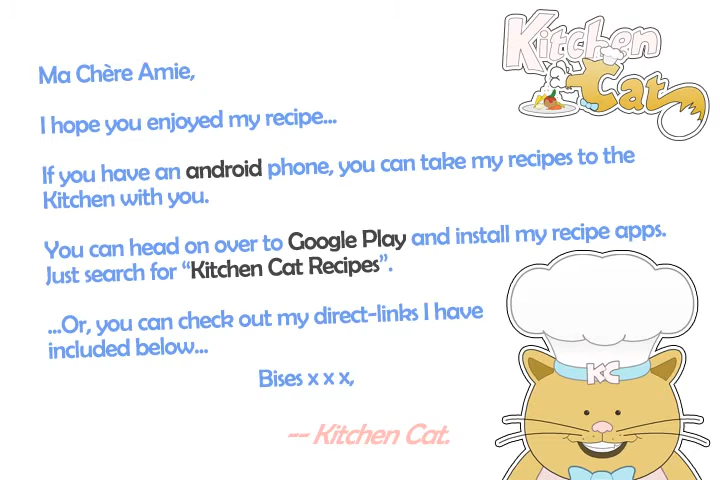 Kitchen
Cat
Ma Chère Amie,
I hope you enjoyed my recipe...
If you have an android phone, you can take my recipes to the
Kitchen with you.
You can head on over to Google Play and install my recipe apps.
Just search for “Kitchen Cat Recipes”.
...Or, you can check out my direct-links I have
included below...
Bises x x x,
-- Kitchen Cat.
KC